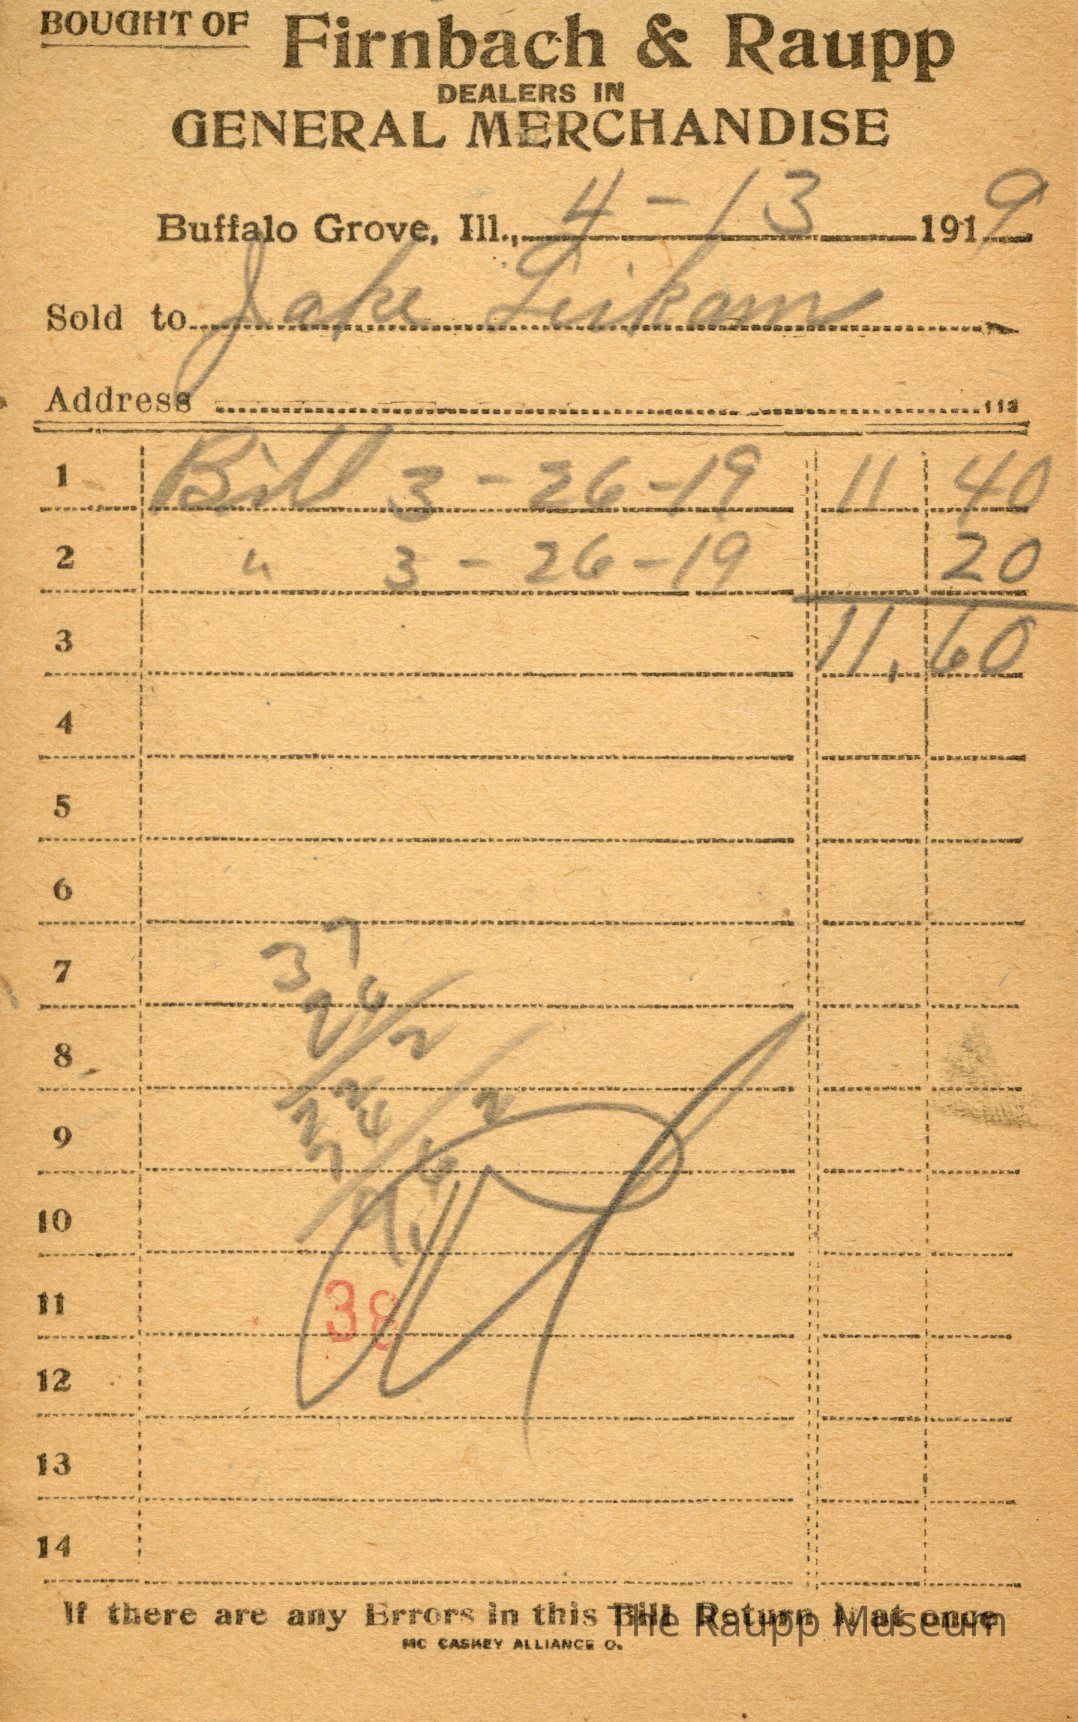 BOUGHT OF Firnbach & Raupp
DEALERS IN
GENERAL MERCHANDISE
Buffalo Grove, Ill., 4-13 1919
Sold to Jake Leikam
Address 113
1 Bill 3-26-19 11 40
2 " 3-26-19 20
3 11.60
4
5
6
7
8
9
10
11 38
12
13
14
If there are any Errors in this Bill Return it at once
MC CASKEY ALLIANCE O.
The Raupp Museum